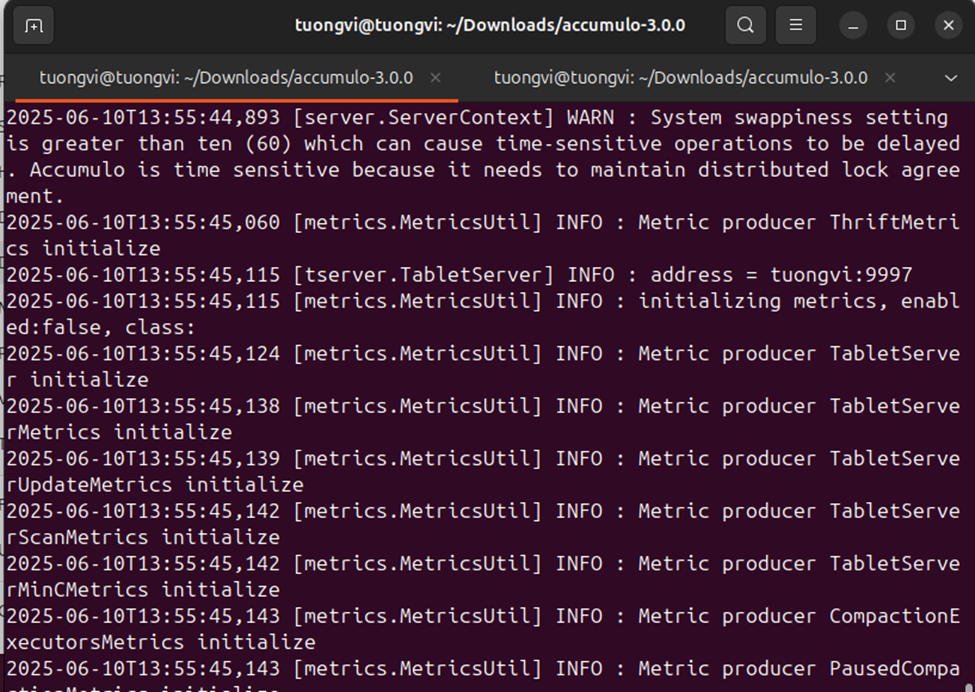 tuongvi@tuongvi: ~/Downloads/accumulo-3.0.0
tuongvi@tuongvi: ~/Downloads/accumulo-3.0.0 × tuongvi@tuongvi: ~/Downloads/accumulo-3.0.0 ×
2025-06-10T13:55:44,893 [server.ServerContext] WARN : System swappiness setting
is greater than ten (60) which can cause time-sensitive operations to be delayed
. Accumulo is time sensitive because it needs to maintain distributed lock agree
ment.
2025-06-10T13:55:45,060 [metrics.MetricsUtil] INFO : Metric producer ThriftMetri
cs initialize
2025-06-10T13:55:45,115 [tserver.TabletServer] INFO : address = tuongvi:9997
2025-06-10T13:55:45,115 [metrics.MetricsUtil] INFO : initializing metrics, enabl
ed:false, class:
2025-06-10T13:55:45,124 [metrics.MetricsUtil] INFO : Metric producer TabletServe
r initialize
2025-06-10T13:55:45,138 [metrics.MetricsUtil] INFO : Metric producer TabletServe
rMetrics initialize
2025-06-10T13:55:45,139 [metrics.MetricsUtil] INFO : Metric producer TabletServe
rUpdateMetrics initialize
2025-06-10T13:55:45,142 [metrics.MetricsUtil] INFO : Metric producer TabletServe
rScanMetrics initialize
2025-06-10T13:55:45,142 [metrics.MetricsUtil] INFO : Metric producer TabletServe
rMinCMetrics initialize
2025-06-10T13:55:45,143 [metrics.MetricsUtil] INFO : Metric producer CompactionE
xecutorsMetrics initialize
2025-06-10T13:55:45,143 [metrics.MetricsUtil] INFO : Metric producer PausedCompa